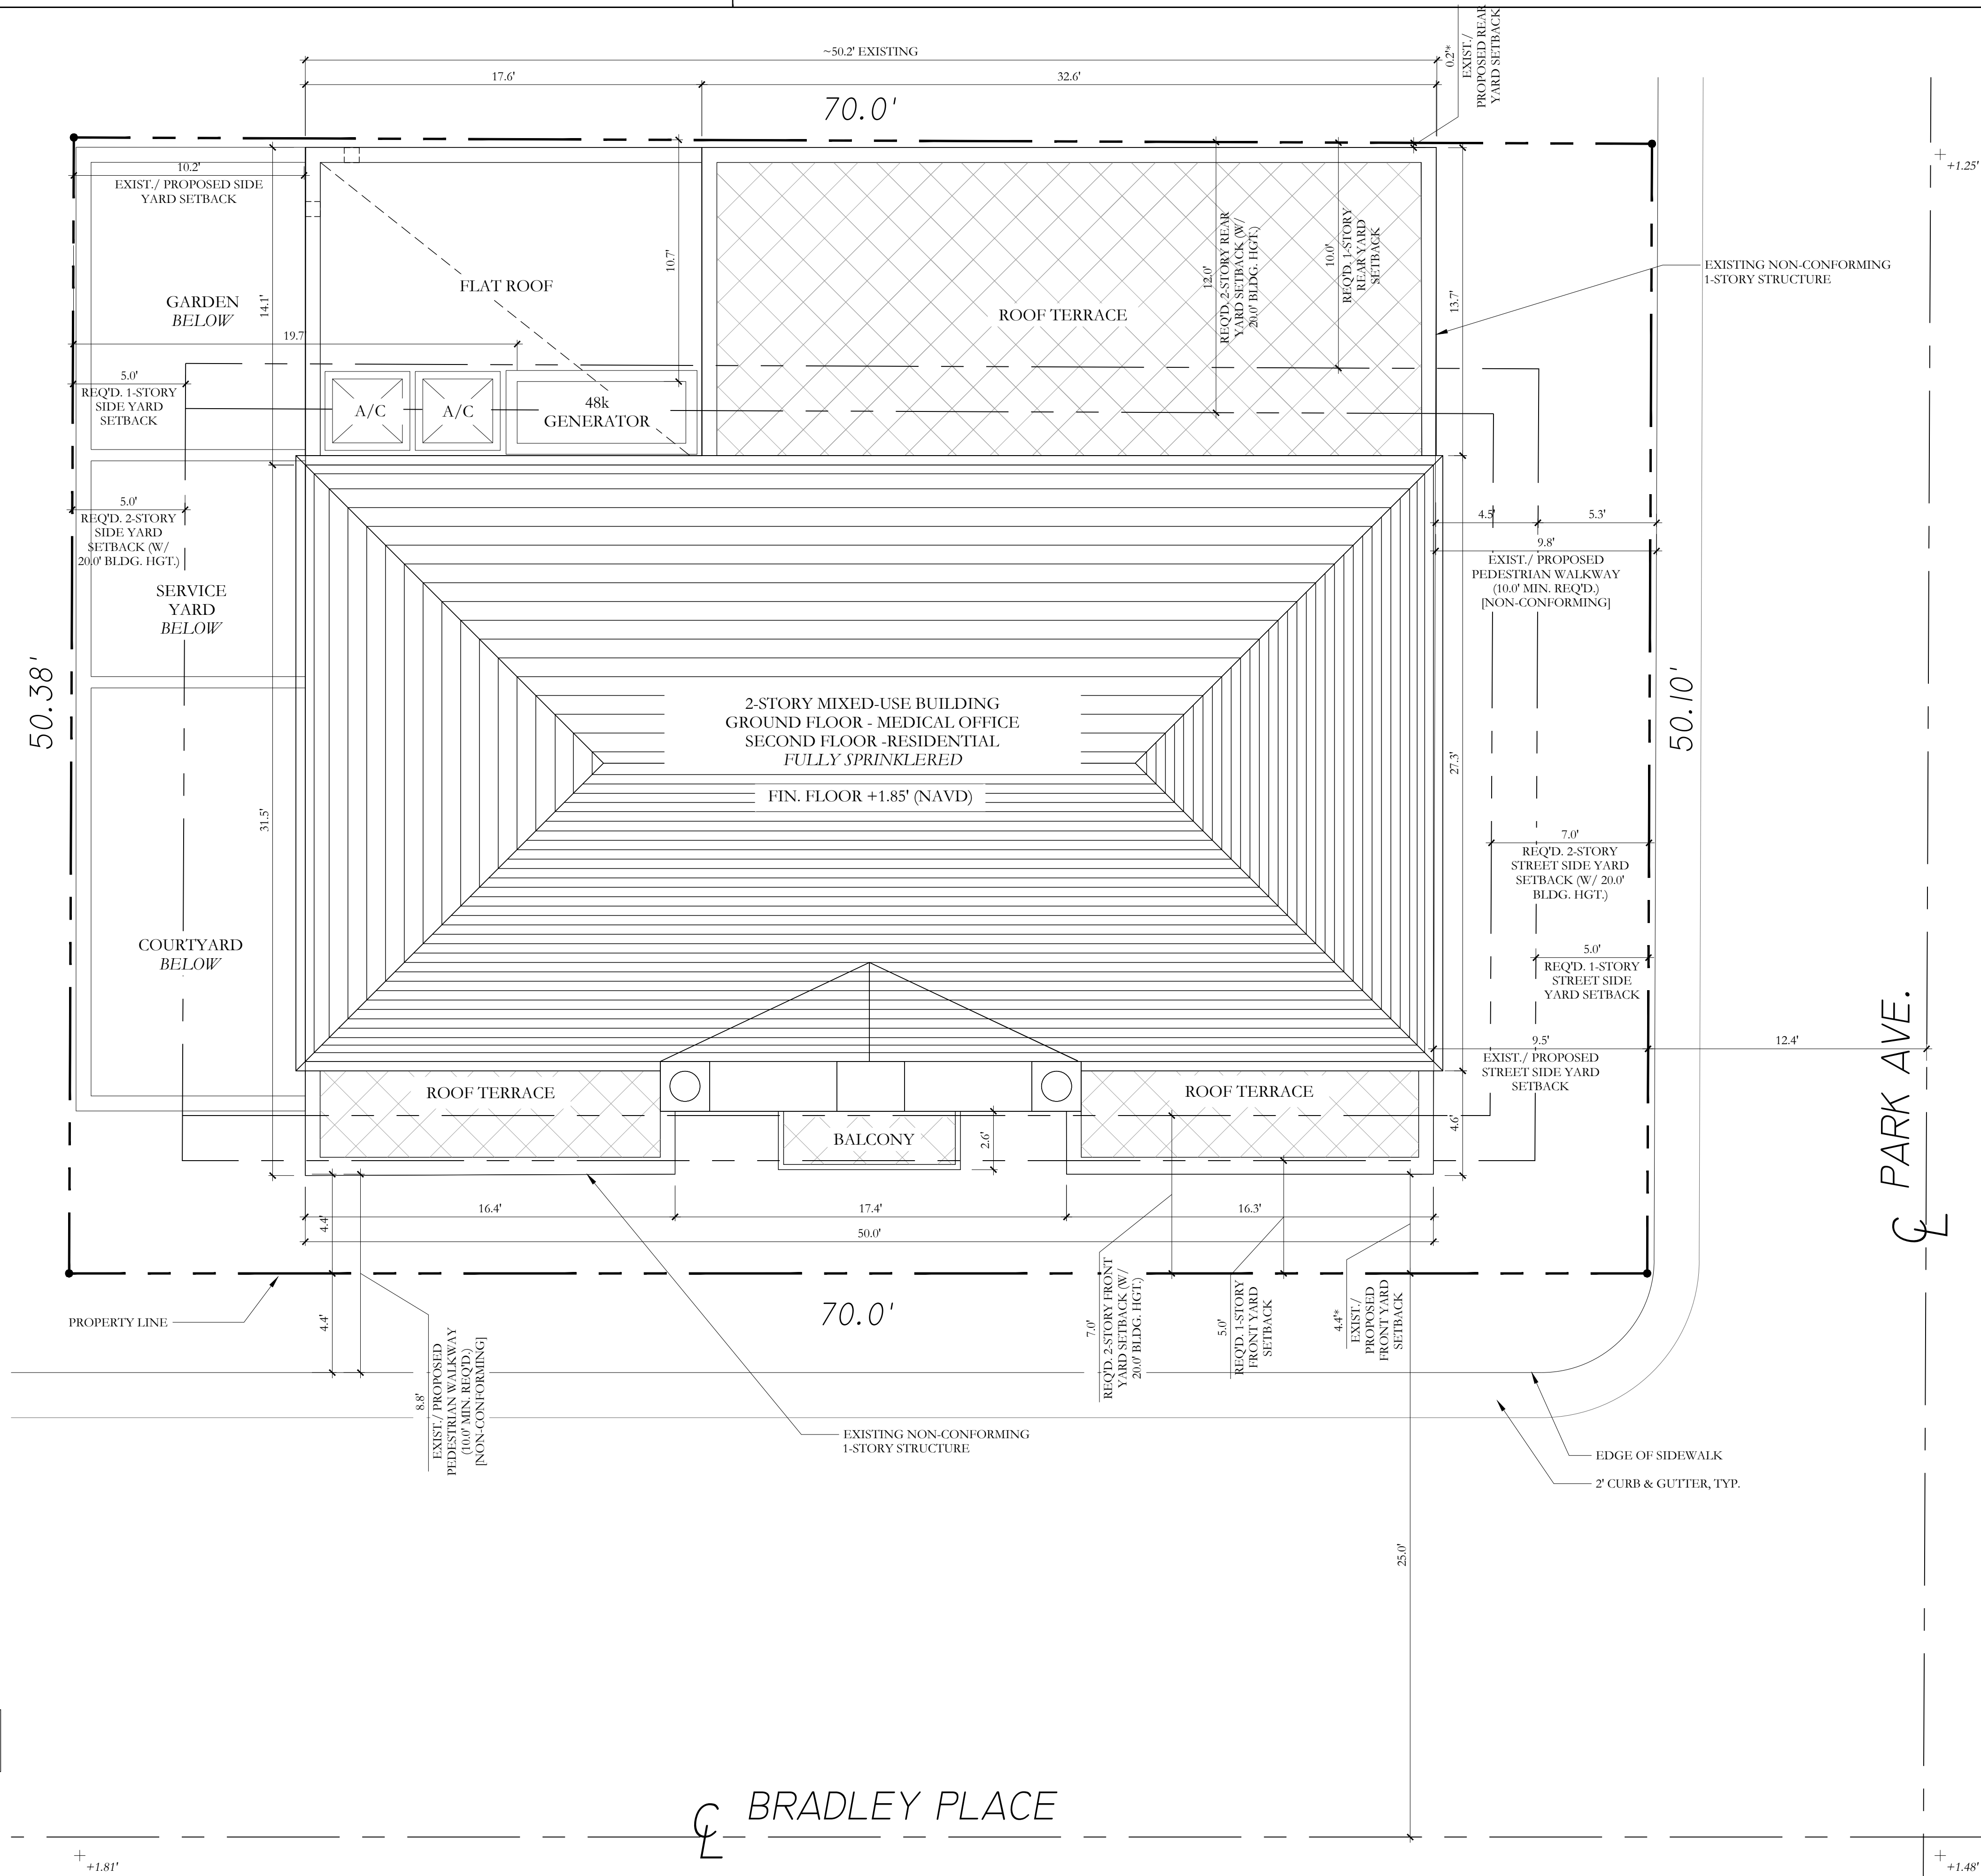 ~50.2' EXISTING
17.6'
32.6'
0.2'*
EXIST./
PROPOSED REAR
YARD SETBACK
70.0'
10.2'
EXIST./ PROPOSED SIDE
YARD SETBACK
+1.25'
GARDEN
BELOW
14.1'
FLAT ROOF
10.7'
ROOF TERRACE
12.0'
REQ'D. 2-STORY REAR
YARD SETBACK (W/
20.0' BLDG. HGT.)
10.0'
REQ'D. 1-STORY
REAR YARD
SETBACK
13.7'
EXISTING NON-CONFORMING
1-STORY STRUCTURE
19.7'
5.0'
REQ'D. 1-STORY
SIDE YARD
SETBACK
A/C
A/C
48k
GENERATOR
5.0'
REQ'D. 2-STORY
SIDE YARD
SETBACK (W/
20.0' BLDG. HGT.)
4.5'
5.3'
9.8'
EXIST./ PROPOSED
PEDESTRIAN WALKWAY
(10.0' MIN. REQ'D.)
[NON-CONFORMING]
SERVICE
YARD
BELOW
50.38'
50.10'
2-STORY MIXED-USE BUILDING
GROUND FLOOR - MEDICAL OFFICE
SECOND FLOOR -RESIDENTIAL
FULLY SPRINKLERED
FIN. FLOOR +1.85' (NAVD)
31.5'
27.3'
7.0'
REQ'D. 2-STORY
STREET SIDE YARD
SETBACK (W/ 20.0'
BLDG. HGT.)
COURTYARD
BELOW
5.0'
REQ'D. 1-STORY
STREET SIDE
YARD SETBACK
9.5'
EXIST./ PROPOSED
STREET SIDE YARD
SETBACK
12.4'
PARK AVE.
CL
ROOF TERRACE
ROOF TERRACE
BALCONY
2.6'
4.6'
16.4'
17.4'
16.3'
50.0'
4.4'
4.4'
70.0'
PROPERTY LINE
8.8'
EXIST./ PROPOSED
PEDESTRIAN WALKWAY
(10.0' MIN. REQ'D.)
[NON-CONFORMING]
7.0'
REQ'D. 2-STORY FRONT
YARD SETBACK (W/
20.0' BLDG. HGT.)
5.0'
REQ'D. 1-STORY
FRONT YARD
SETBACK
4.4'*
EXIST./
PROPOSED
FRONT YARD
SETBACK
EXISTING NON-CONFORMING
1-STORY STRUCTURE
EDGE OF SIDEWALK
2' CURB & GUTTER, TYP.
25.0'
CL BRADLEY PLACE
+1.81'
+1.48'